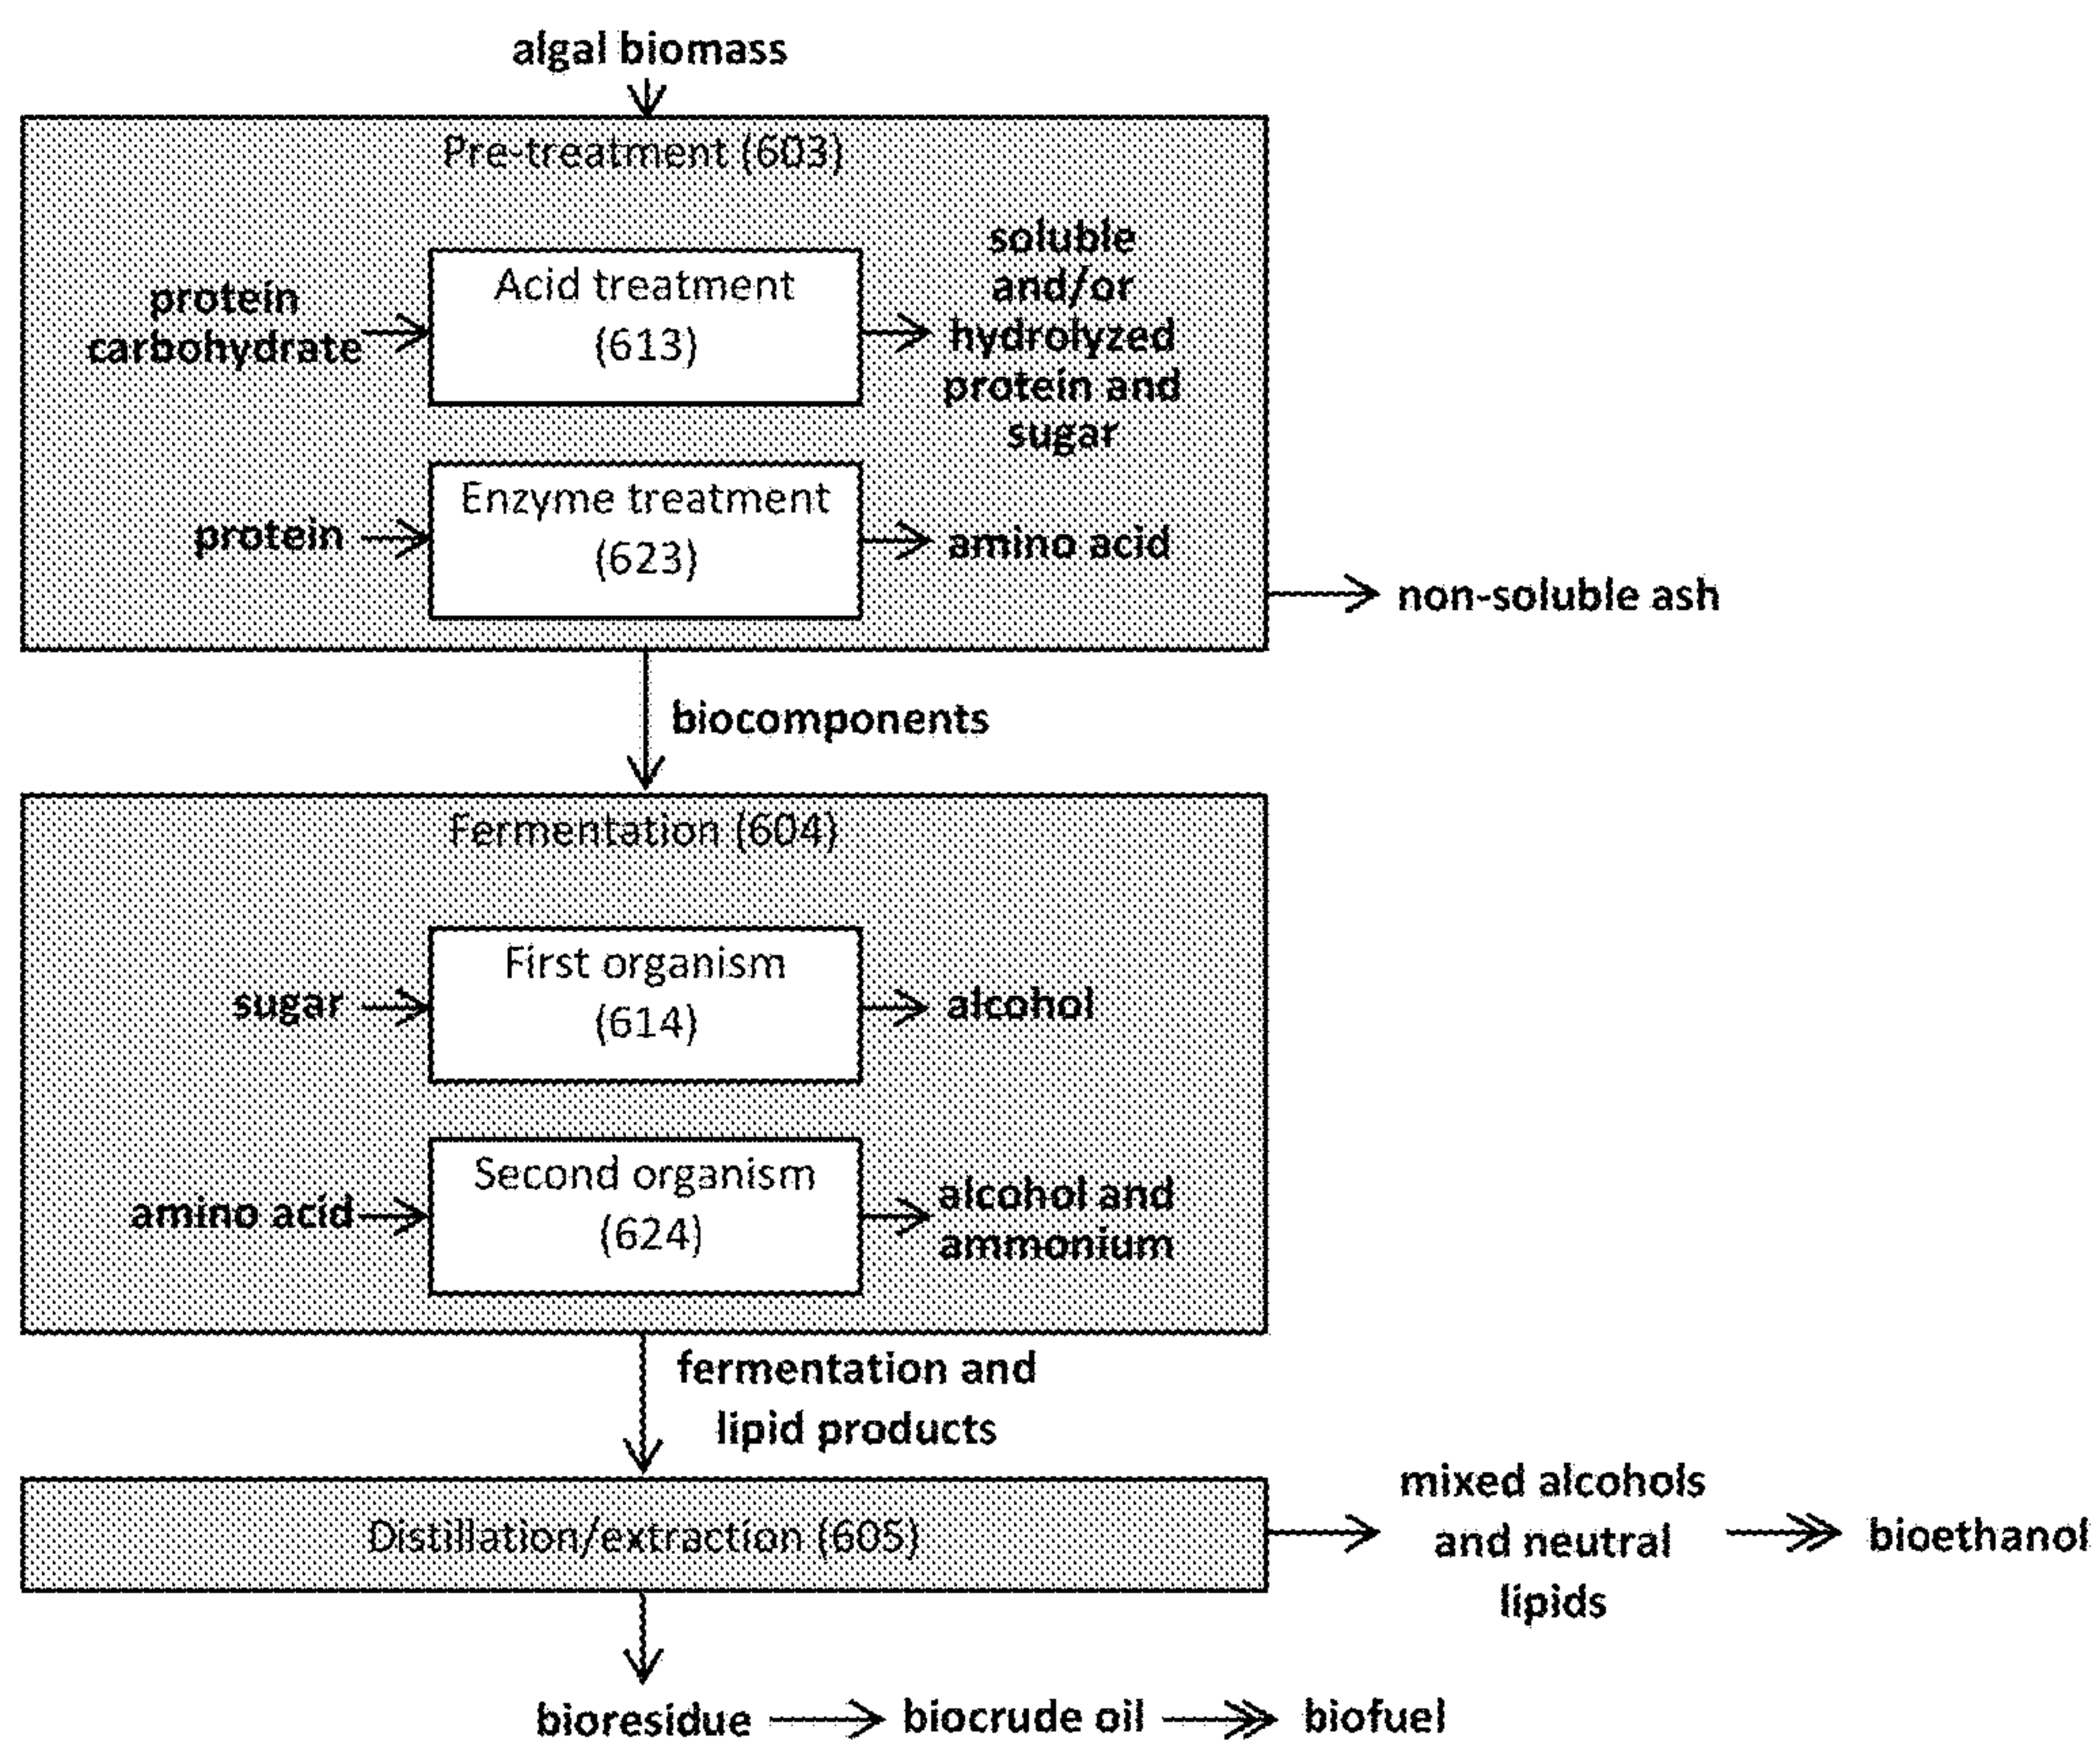 algal biomass
Pre-treatment (603)
protein
carbohydrate
Acid treatment
(613)
soluble
and/or
hydrolyzed
protein and
sugar
protein
Enzyme treatment
(623)
amino acid
non-soluble ash
biocomponents
Fermentation (604)
sugar
First organism
(614)
alcohol
amino acid
Second organism
(624)
alcohol and
ammonium
fermentation and
lipid products
Distillation/extraction (605)
mixed alcohols
and neutral
lipids
bioethanol
bioresidue
biocrude oil
biofuel